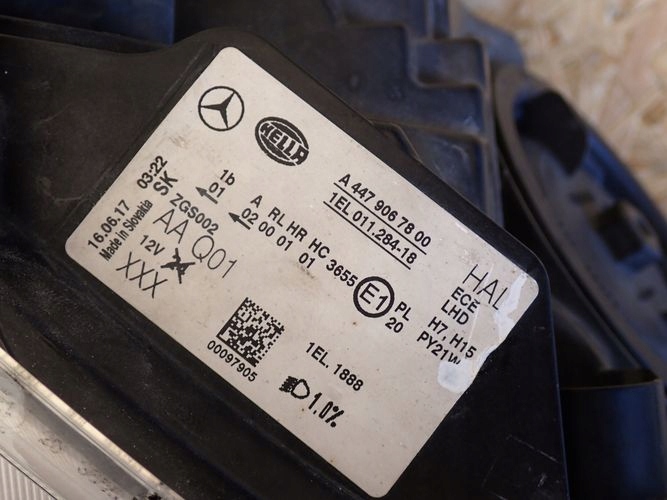 HELLA
A 447 906 78 00
1EL 011.284-18
HAL
ECE
LHD
H7, H15
PY21W
16.06.17 03:22
Made in Slovakia SK
ZGS002
AA Q01
12V
XXX
1b
01
A RL HR HC 3655 E1 PL
02 00 01 01 20
00097905
1EL. 1888
1.0%